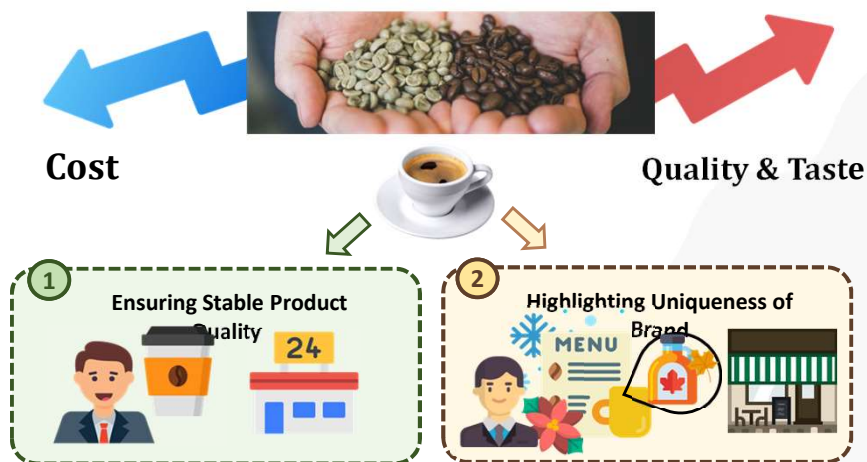 Cost
Quality & Taste
1
Ensuring Stable Product
Quality
24
2
Highlighting Uniqueness of
Brand
MENU